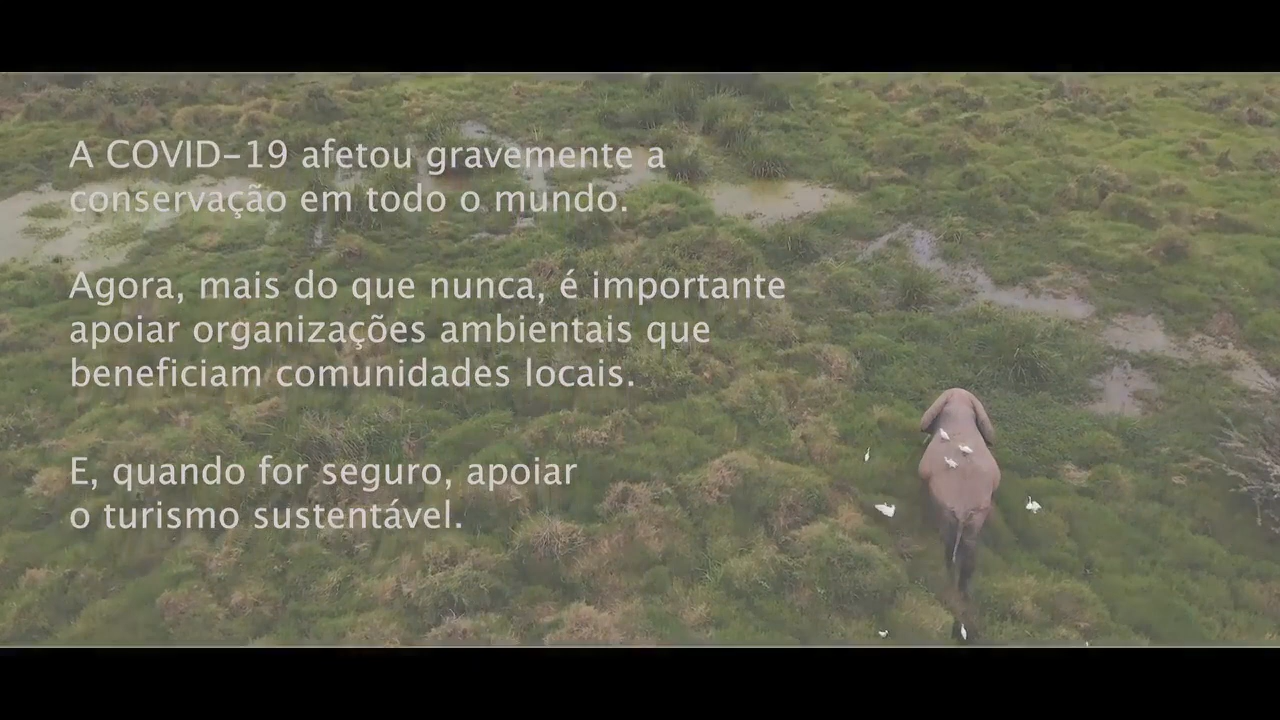 A COVID-19 afetou gravemente a
conservação em todo o mundo.
Agora, mais do que nunca, é importante
apoiar organizações ambientais que
beneficiam comunidades locais.
E, quando for seguro, apoiar
o turismo sustentável.